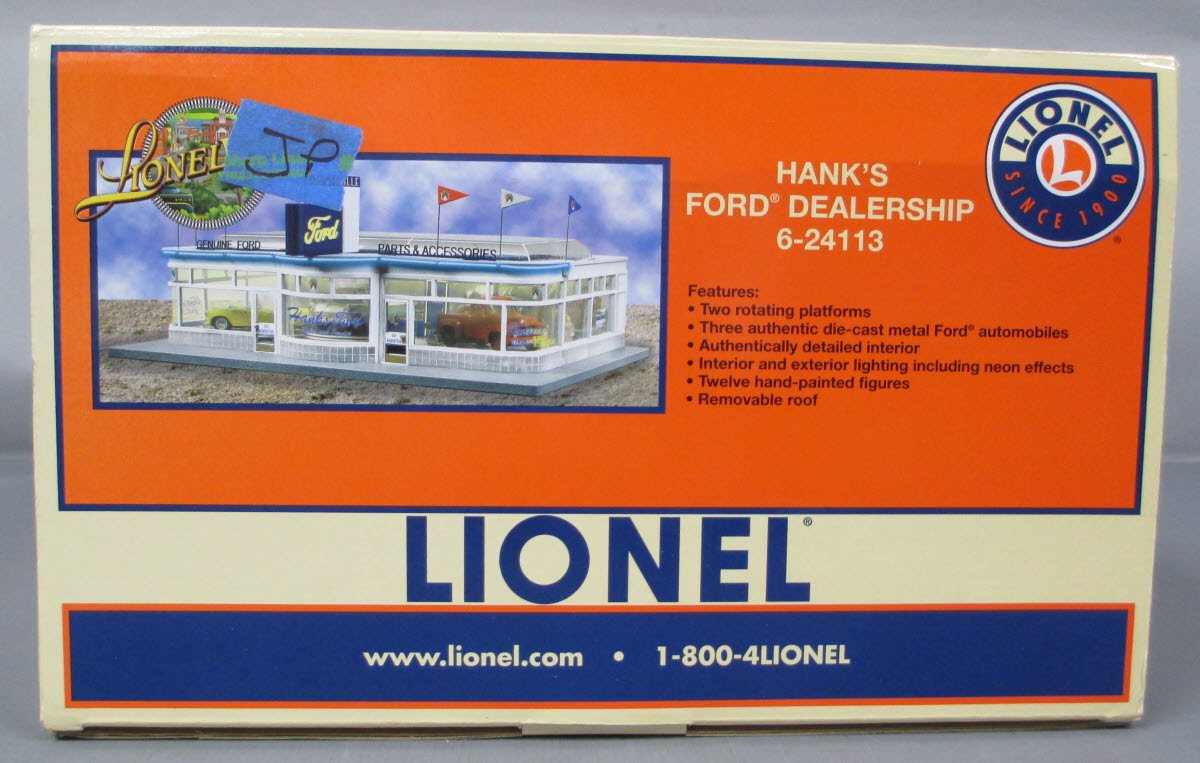 LIONEL
JP
VILLE
Ford
GENUINE FORD
PARTS & ACCESSORIES
HANK'S
FORD® DEALERSHIP
6-24113
LIONEL
L
SINCE 1900
®
Features:
• Two rotating platforms
• Three authentic die-cast metal Ford® automobiles
• Authentically detailed interior
• Interior and exterior lighting including neon effects
• Twelve hand-painted figures
• Removable roof
LIONEL®
www.lionel.com • 1-800-4LIONEL